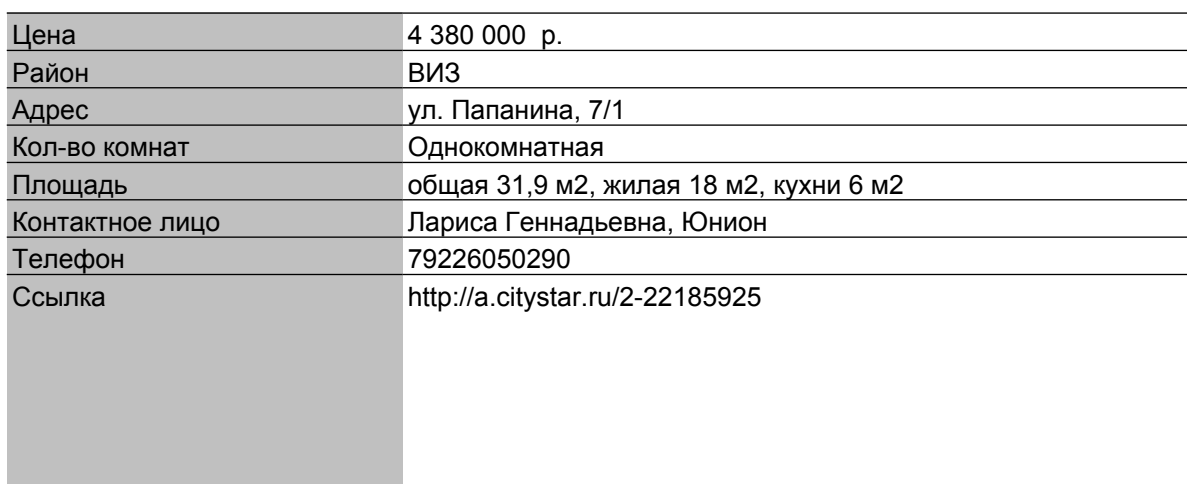 Цена 4 380 000 р.
Район ВИЗ
Адрес ул. Папанина, 7/1
Кол-во комнат Однокомнатная
Площадь общая 31,9 м2, жилая 18 м2, кухни 6 м2
Контактное лицо Лариса Геннадьевна, Юнион
Телефон 79226050290
Ссылка http://a.citystar.ru/2-22185925